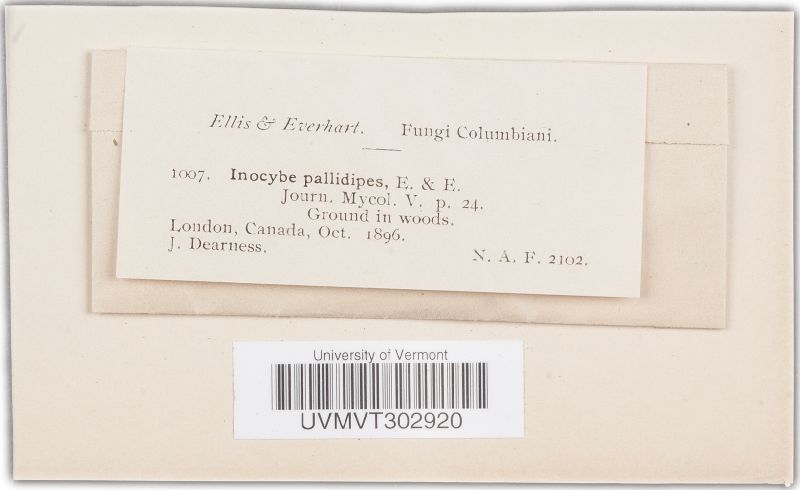 Ellis & Everhart. Fungi Columbiani.
1007. Inocybe pallidipes, E. & E.
Journ. Mycol. V. p. 24.
Ground in woods.
London, Canada, Oct. 1896.
J. Dearness.
N. A. F. 2102.
University of Vermont
UVMVT302920